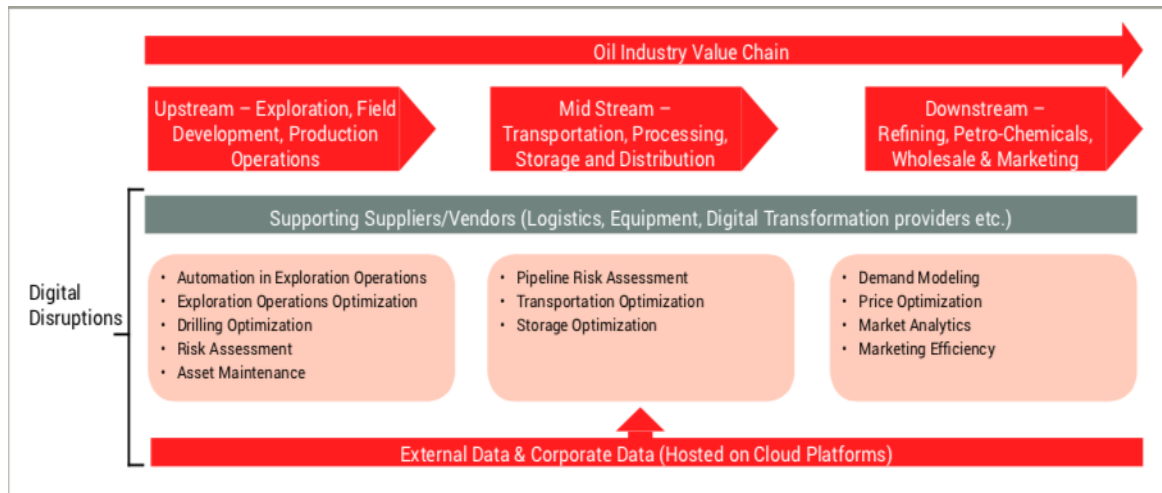 Oil Industry Value Chain
Upstream – Exploration, Field
Development, Production
Operations
Mid Stream –
Transportation, Processing,
Storage and Distribution
Downstream –
Refining, Petro-Chemicals,
Wholesale & Marketing
Supporting Suppliers/Vendors (Logistics, Equipment, Digital Transformation providers etc.)
Digital
Disruptions
• Automation in Exploration Operations
• Exploration Operations Optimization
• Drilling Optimization
• Risk Assessment
• Asset Maintenance
• Pipeline Risk Assessment
• Transportation Optimization
• Storage Optimization
• Demand Modeling
• Price Optimization
• Market Analytics
• Marketing Efficiency
External Data & Corporate Data (Hosted on Cloud Platforms)